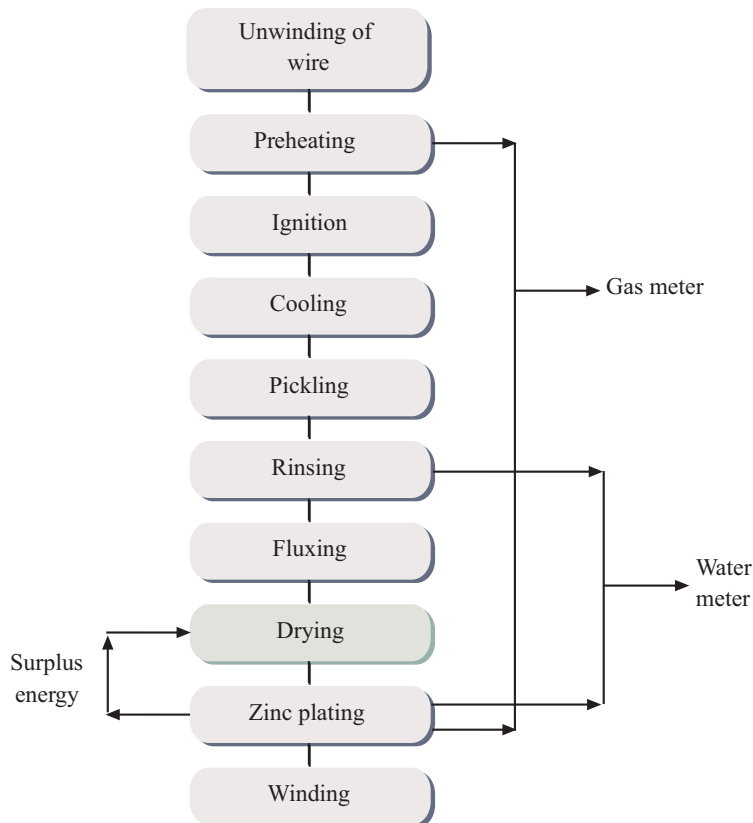 Unwinding of
wire
Preheating
Ignition
Cooling
Gas meter
Pickling
Rinsing
Fluxing
Water
meter
Drying
Surplus
energy
Zinc plating
Winding